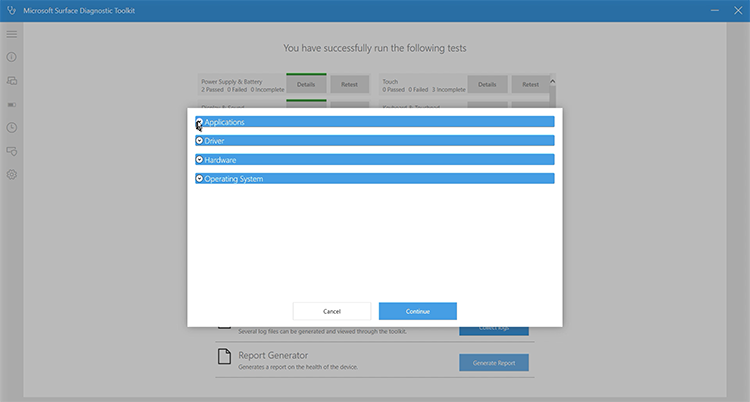 Microsoft Surface Diagnostic Toolkit
You have successfully run the following tests
Power Supply & Battery
2 Passed 0 Failed 0 Incomplete
Details
Retest
Touch
0 Passed 0 Failed 3 Incomplete
Details
Retest
Applications
Driver
Hardware
Operating System
Cancel
Continue
Several log files can be generated and viewed through the toolkit.
Collect logs
Report Generator
Generates a report on the health of the device.
Generate Report